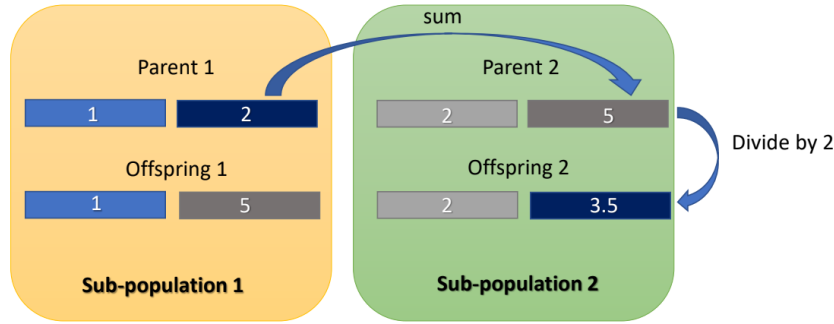 sum
Parent 1
Parent 2
1 2
2 5
Divide by 2
Offspring 1
Offspring 2
1 5
2 3.5
Sub-population 1
Sub-population 2